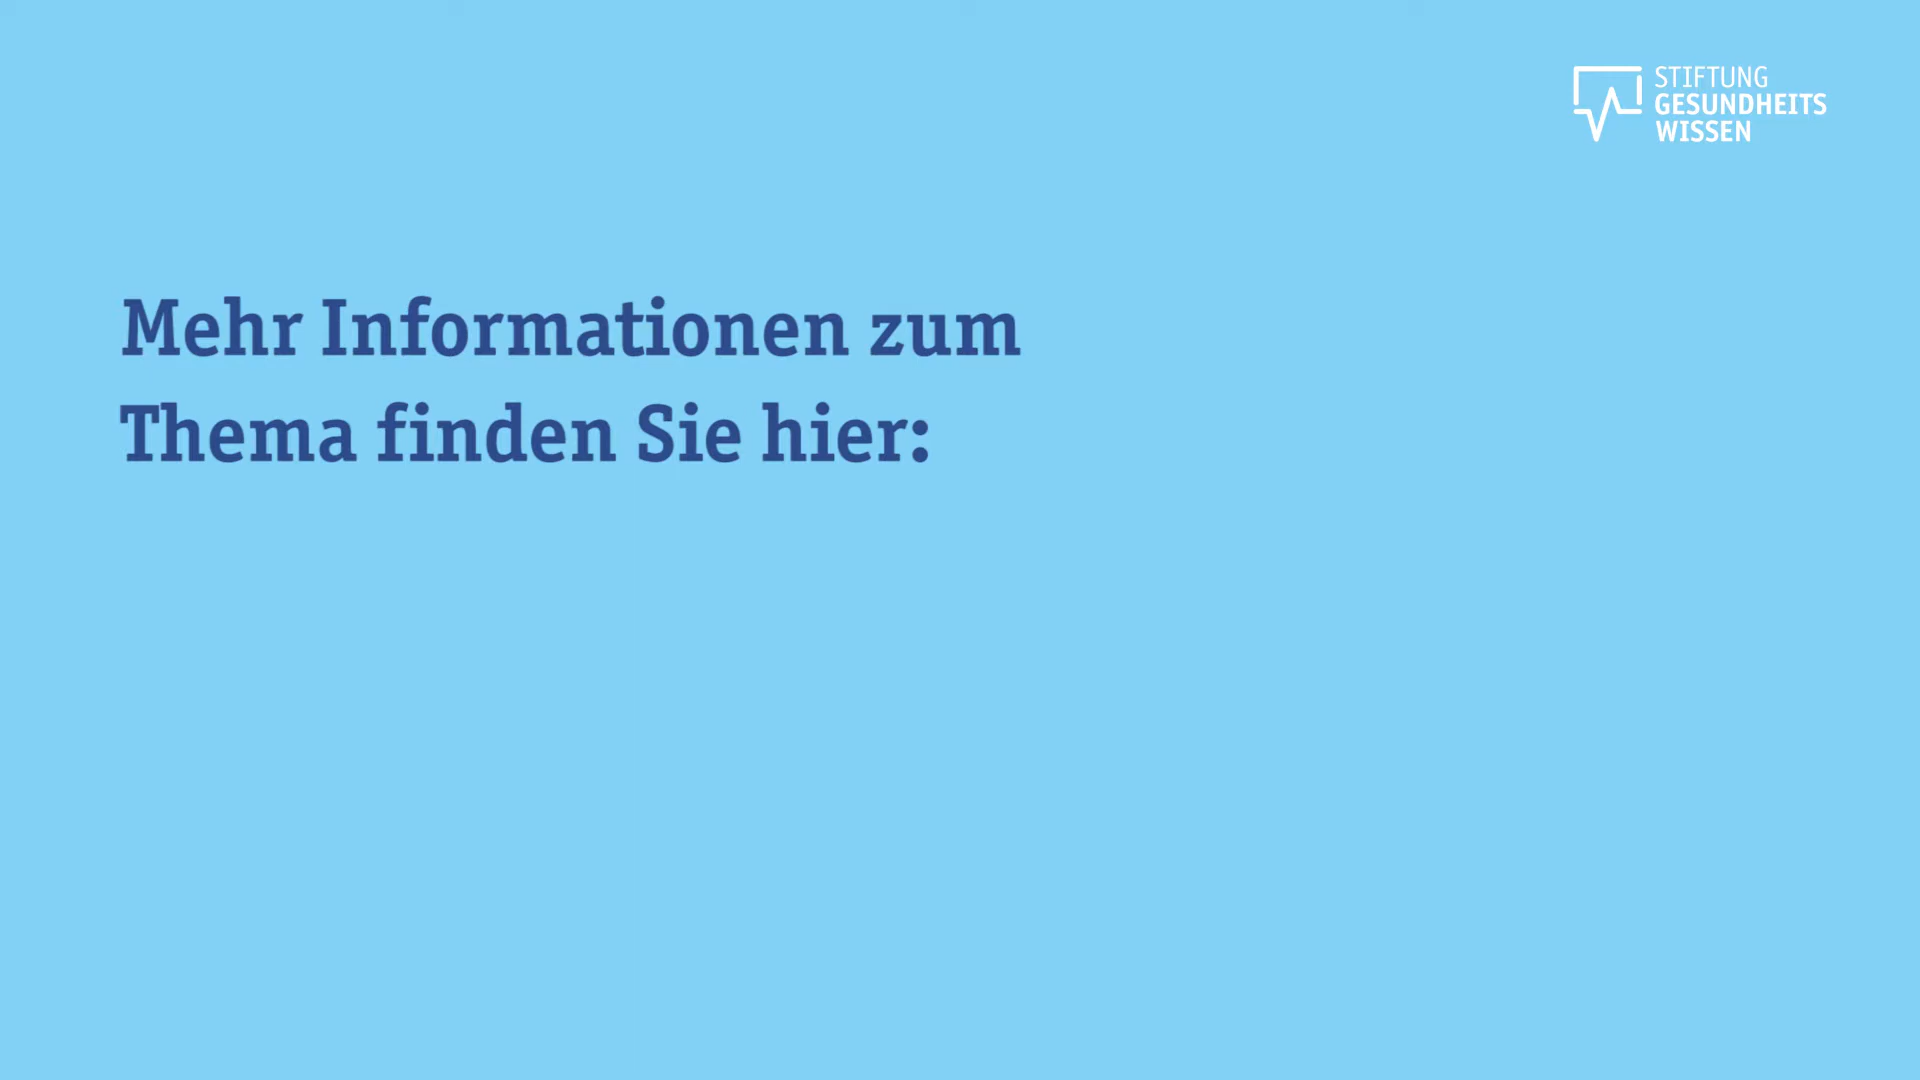 STIFTUNG
GESUNDHEITS
WISSEN
Mehr Informationen zum
Thema finden Sie hier: